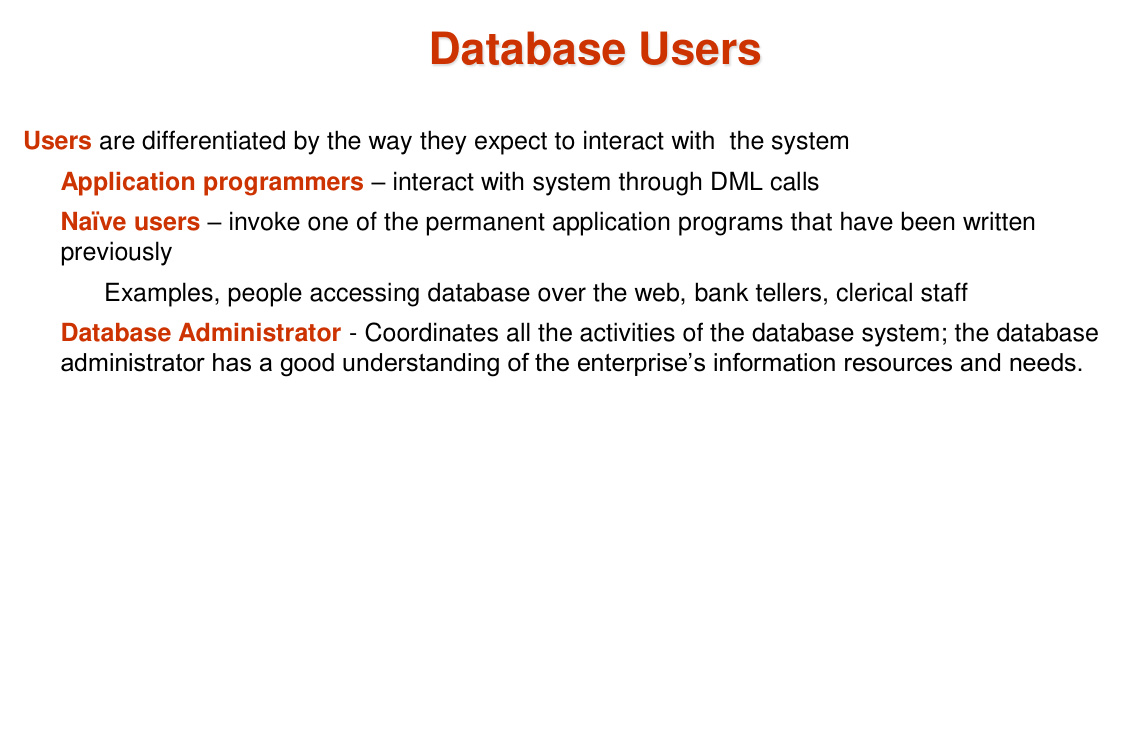 Database Users
Users are differentiated by the way they expect to interact with  the system
Application programmers – interact with system through DML calls
Naïve users – invoke one of the permanent application programs that have been written
previously
Examples, people accessing database over the web, bank tellers, clerical staff
Database Administrator - Coordinates all the activities of the database system; the database
administrator has a good understanding of the enterprise’s information resources and needs.